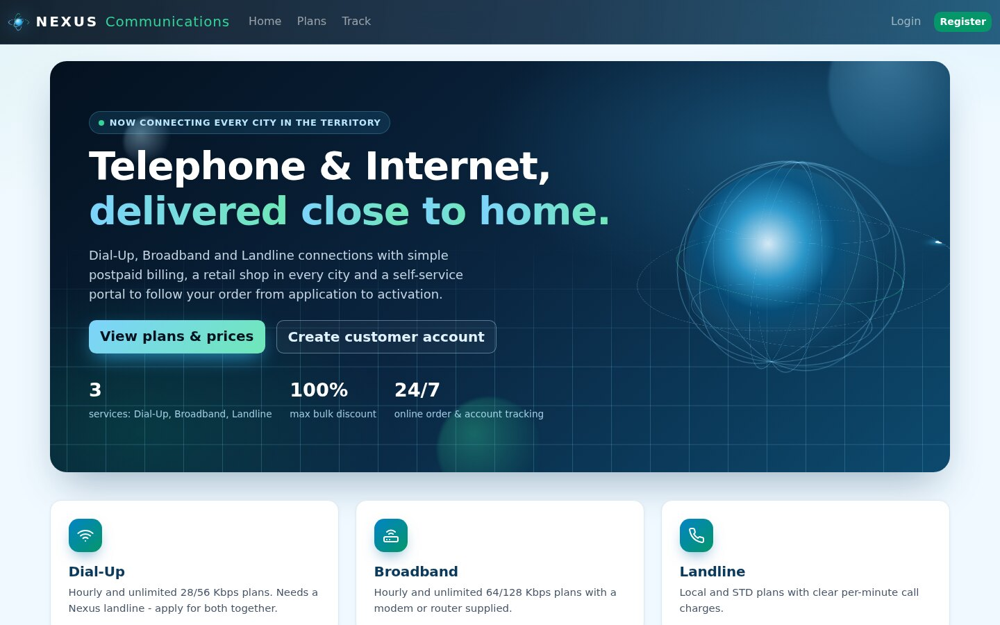 NEXUS Communications Home Plans Track Login Register
NOW CONNECTING EVERY CITY IN THE TERRITORY
Telephone & Internet,
delivered close to home.
Dial-Up, Broadband and Landline connections with simple
postpaid billing, a retail shop in every city and a self-service
portal to follow your order from application to activation.
View plans & prices Create customer account
3 100% 24/7
services: Dial-Up, Broadband, Landline max bulk discount online order & account tracking
Dial-Up
Hourly and unlimited 28/56 Kbps plans. Needs a
Nexus landline - apply for both together.
Broadband
Hourly and unlimited 64/128 Kbps plans with a
modem or router supplied.
Landline
Local and STD plans with clear per-minute call
charges.